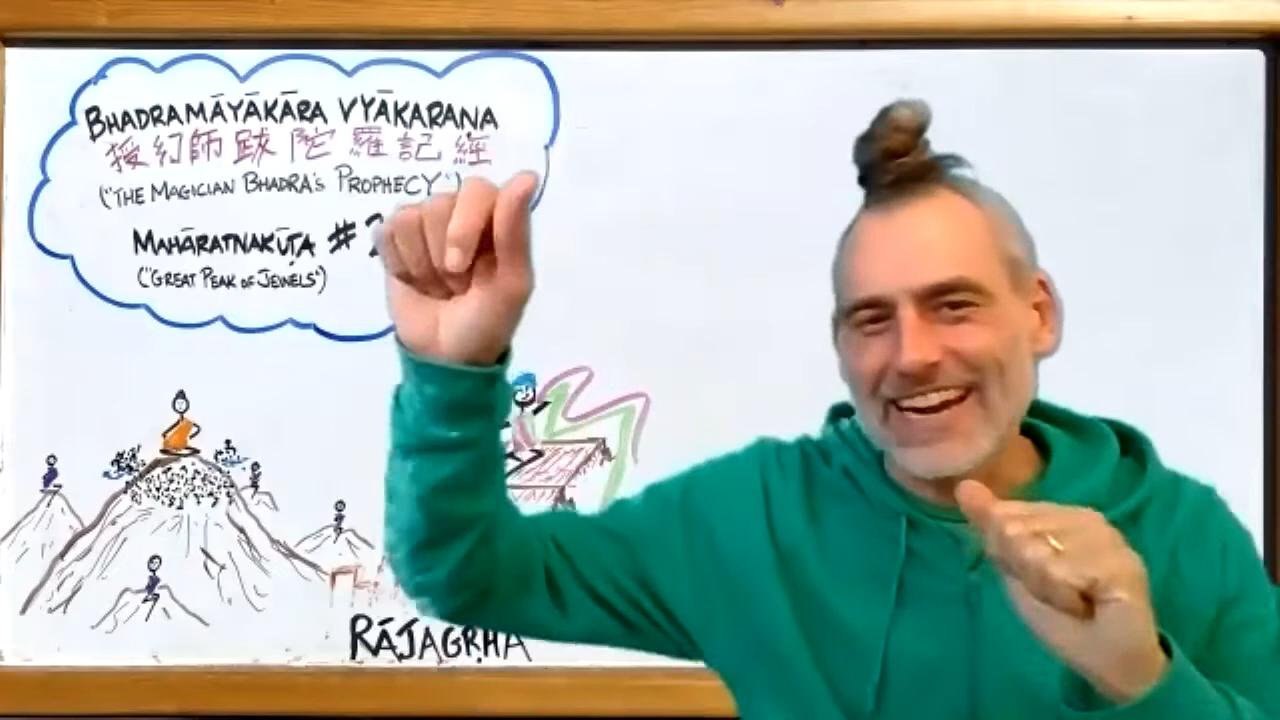 BHADRAMĀYĀKĀRA VYĀKARANA
授幻師跋陀羅記經
("THE MAGICIAN BHADRA'S PROPHECY")
MAHĀRATNAKŪṬA #
("GREAT PEAK OF JEWELS")
RĀJAGṚHA